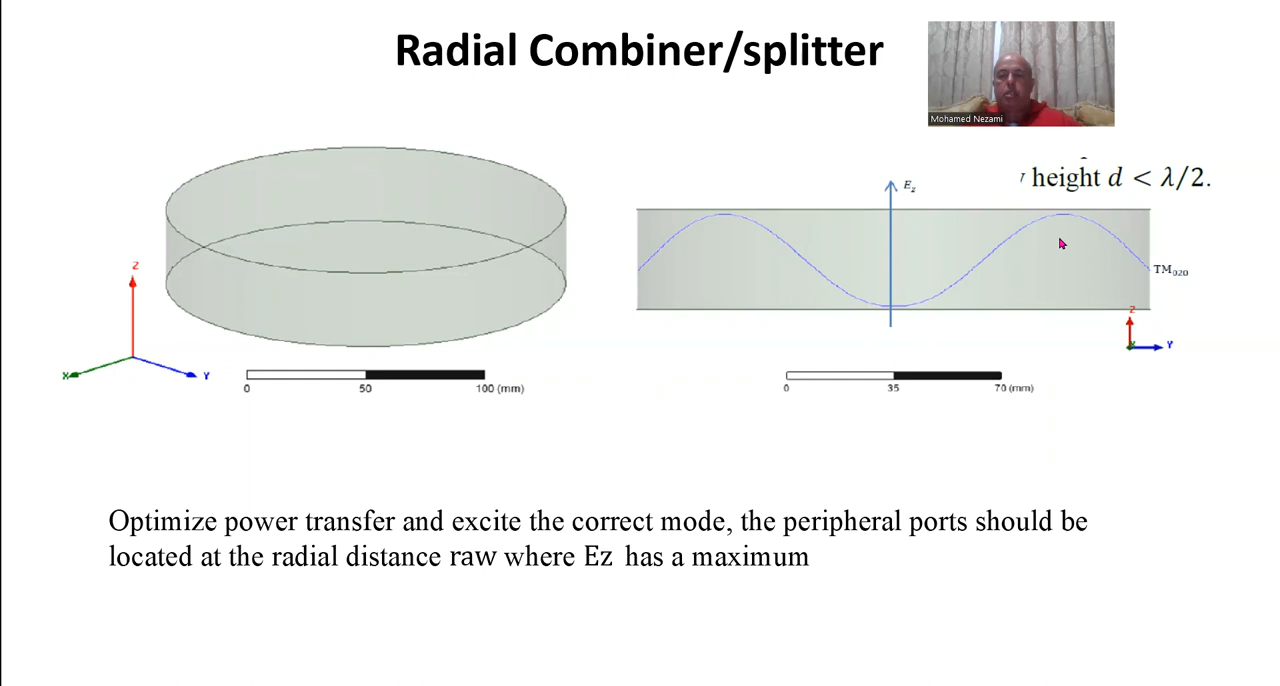 Radial Combiner/splitter
Mohamed Nezami
height d < λ/2.
E_z
TM₀₂₀
Z
X
Y
0 50 100 (mm)
Z
Y
0 35 70 (mm)
Optimize power transfer and excite the correct mode, the peripheral ports should be
located at the radial distance raw where Ez has a maximum